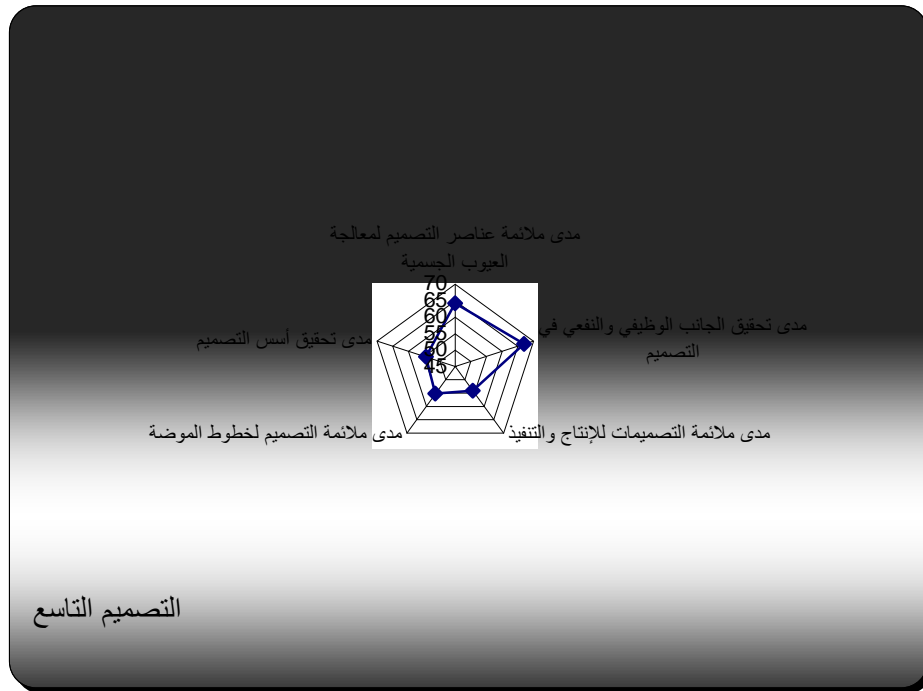 مدى ملائمة عناصر التصميم لمعالجة
العيوب الجسمية
70
65
60
55
50
45
مدى تحقيق الجانب الوظيفي والنفعي في
التصميم
مدى تحقيق أسس التصميم
مدى ملائمة التصميمات للإنتاج والتنفيذ
مدى ملائمة التصميم لخطوط الموضة
التصميم التاسع